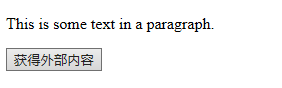 This is some text in a paragraph.
获得外部内容